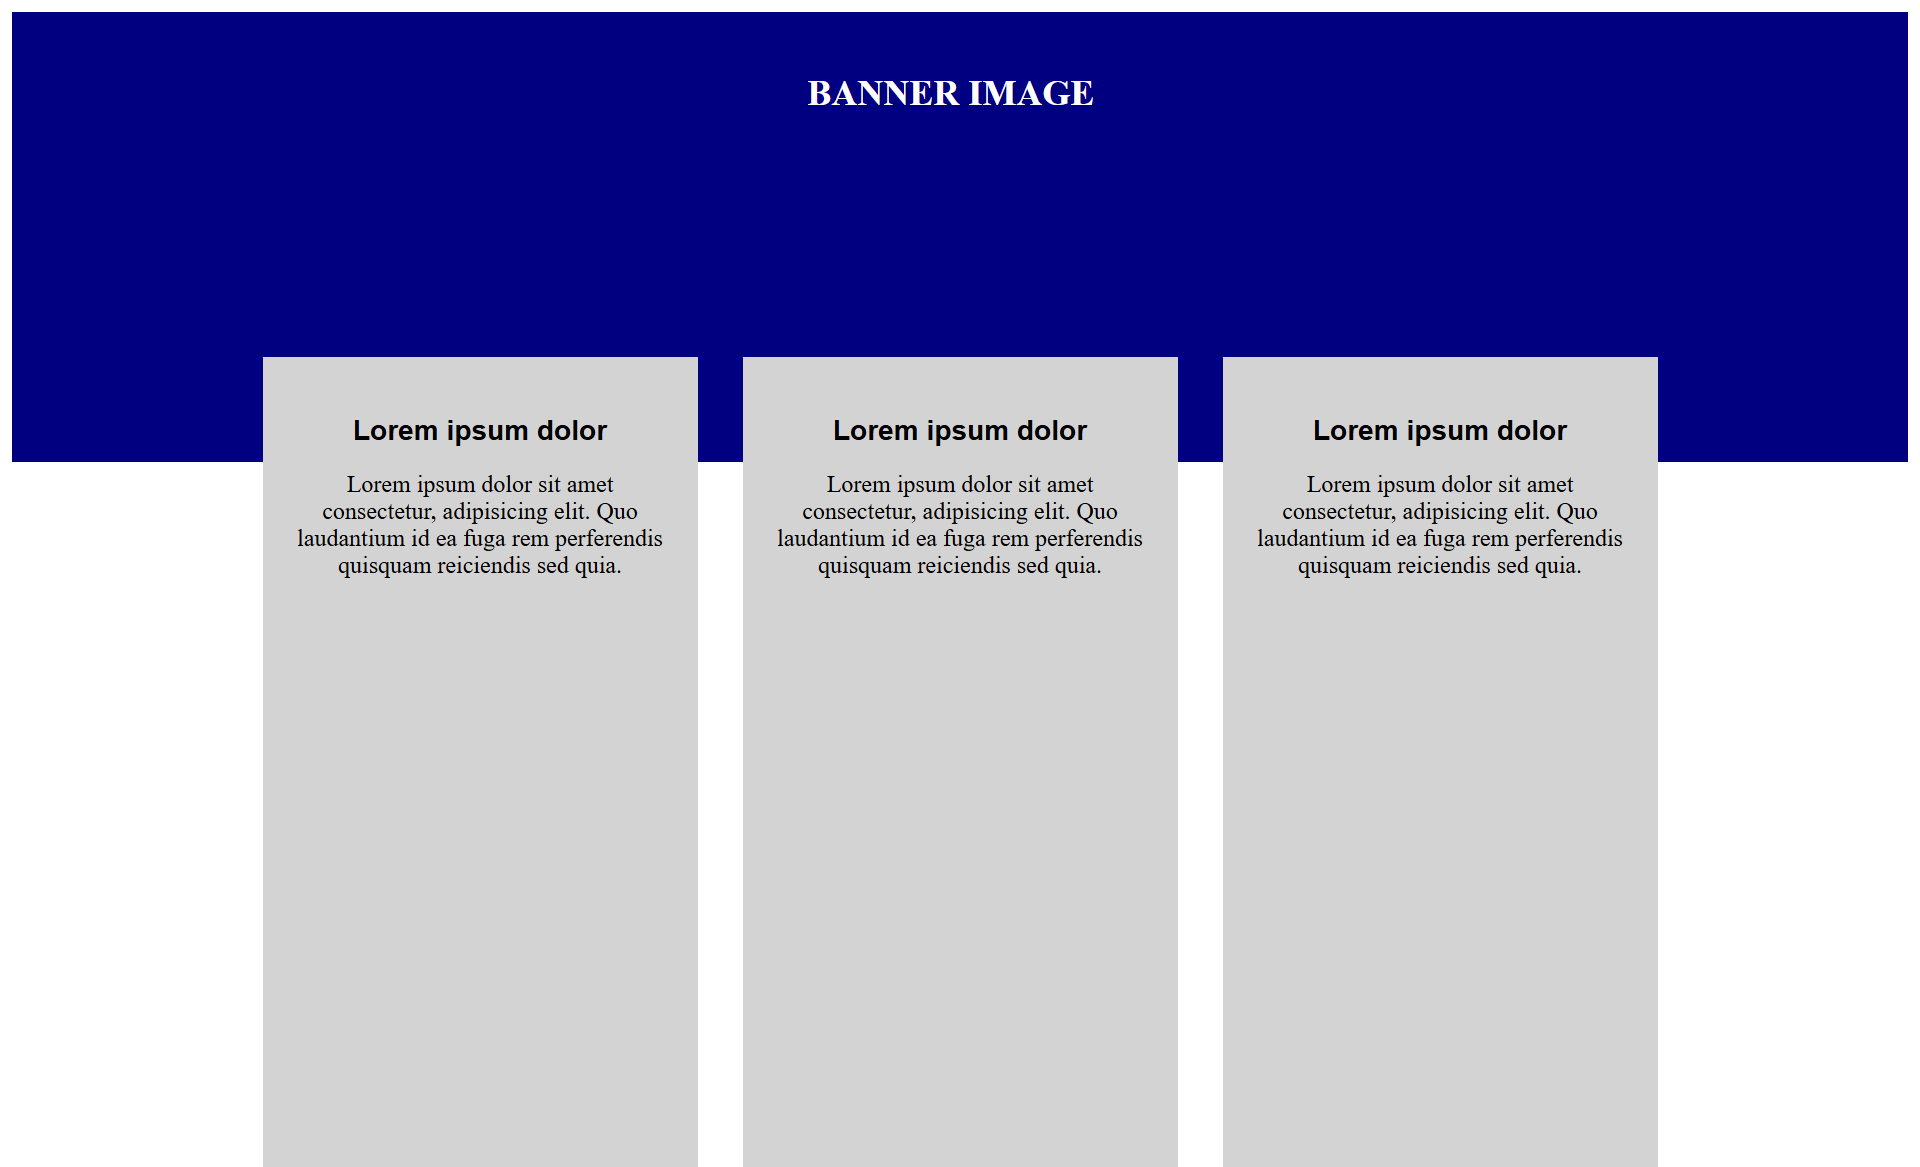 BANNER IMAGE
Lorem ipsum dolor
Lorem ipsum dolor sit amet
consectetur, adipisicing elit. Quo
laudantium id ea fuga rem perferendis
quisquam reiciendis sed quia.
Lorem ipsum dolor
Lorem ipsum dolor sit amet
consectetur, adipisicing elit. Quo
laudantium id ea fuga rem perferendis
quisquam reiciendis sed quia.
Lorem ipsum dolor
Lorem ipsum dolor sit amet
consectetur, adipisicing elit. Quo
laudantium id ea fuga rem perferendis
quisquam reiciendis sed quia.